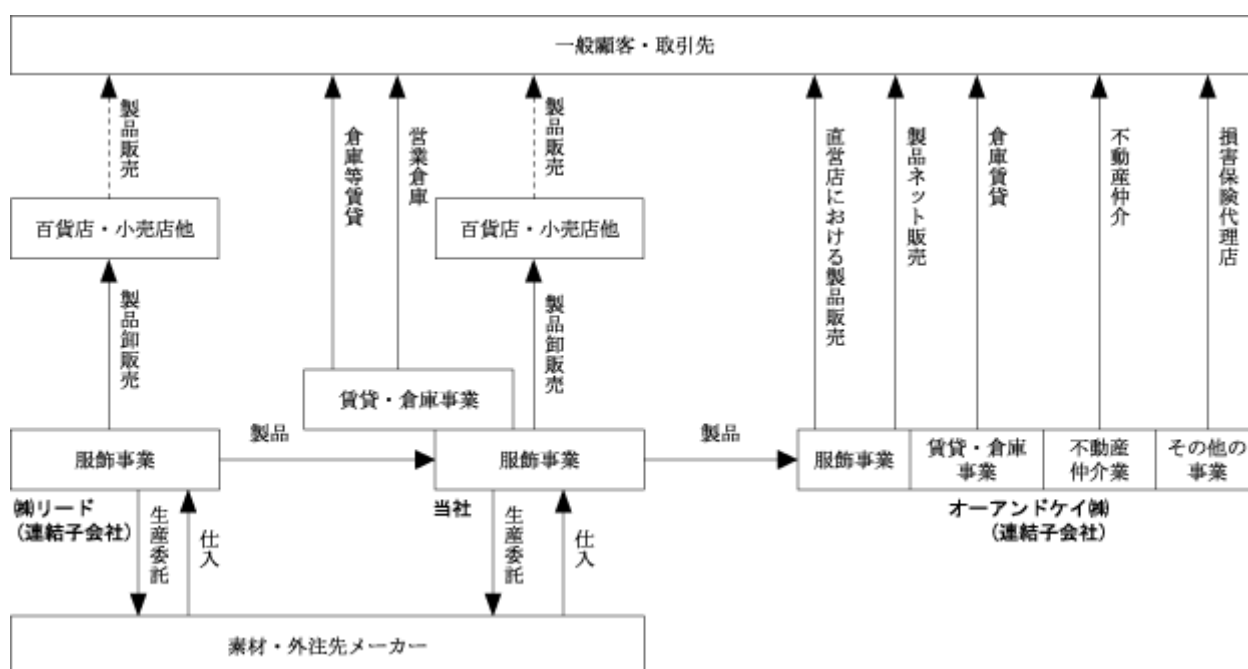 一般顧客・取引先
製品販売
倉庫等賃貸
営業倉庫
製品販売
直営店における製品販売
製品ネット販売
倉庫賃貸
不動産仲介
損害保険代理店
百貨店・小売店他
百貨店・小売店他
製品卸販売
製品卸販売
賃貸・倉庫事業
服飾事業
製品
服飾事業
製品
服飾事業
賃貸・倉庫
事業
不動産
仲介業
その他の
事業
㈱リード
(連結子会社)
当社
オーアンドケイ㈱
(連結子会社)
生産委託
仕入
生産委託
仕入
素材・外注先メーカー